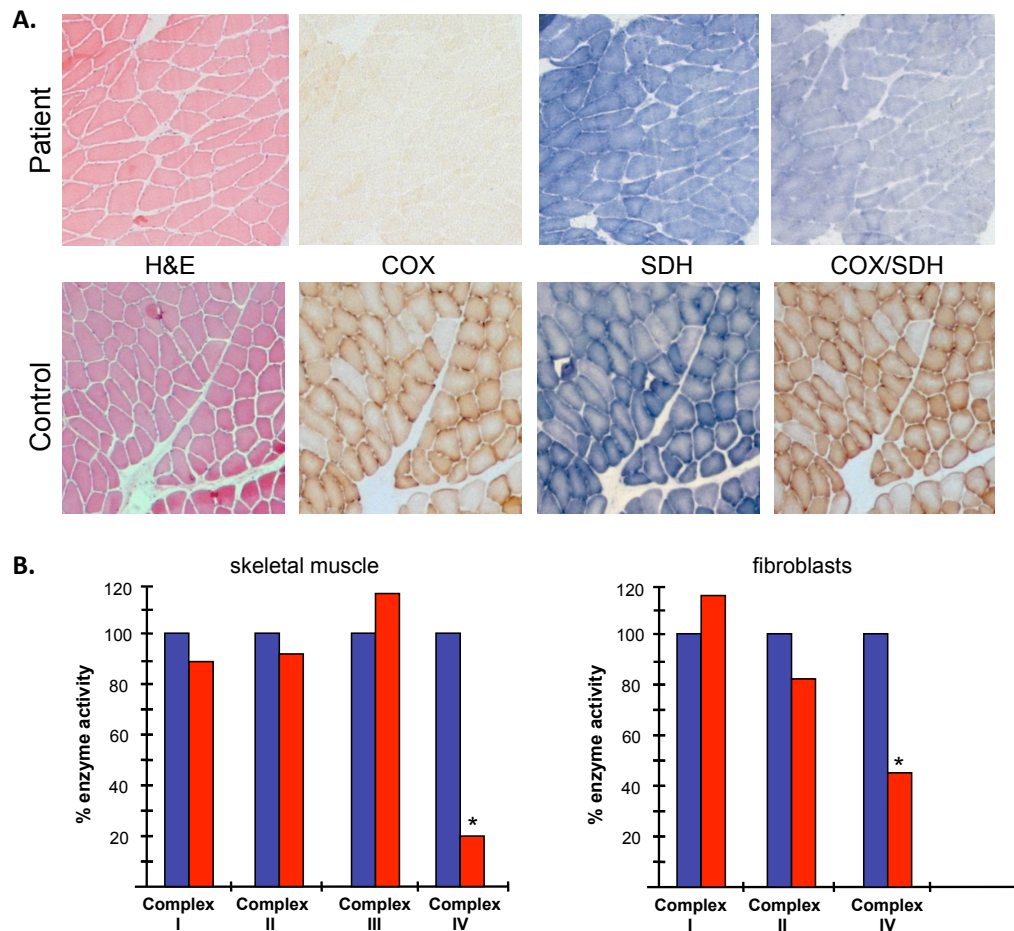 A.
Patient
H&E COX SDH COX/SDH
Control
B.
skeletal muscle
% enzyme activity
120
100
80
60
40
20
*
Complex Complex Complex Complex
I II III IV
fibroblasts
% enzyme activity
120
100
80
60
40
20
*
Complex Complex Complex
I II IV